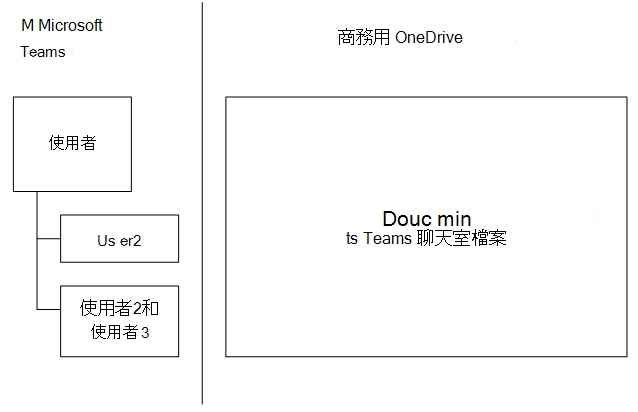 M Microsoft
Teams
商務用 OneDrive
使用者
Us er2
使用者2和
使用者 3
Douc min
ts Teams 聊天室檔案